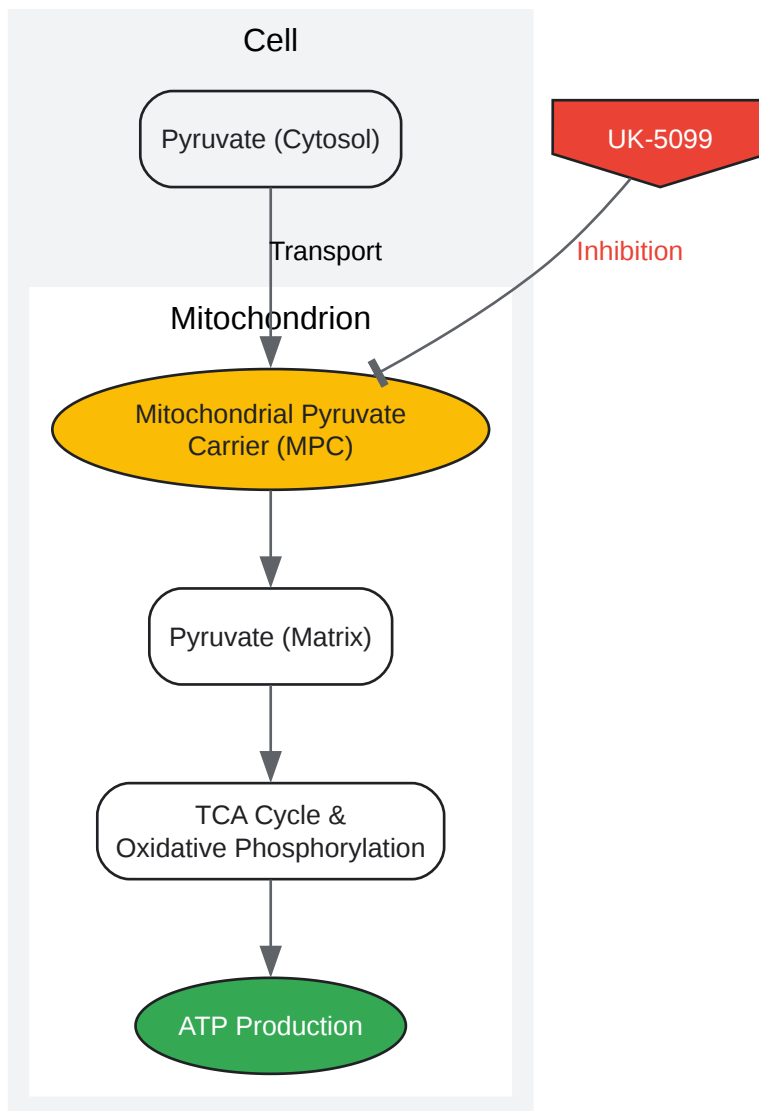 Cell
Pyruvate (Cytosol)
UK-5099
Transport
Inhibition
Mitochondrion
Mitochondrial Pyruvate
Carrier (MPC)
Pyruvate (Matrix)
TCA Cycle &
Oxidative Phosphorylation
ATP Production